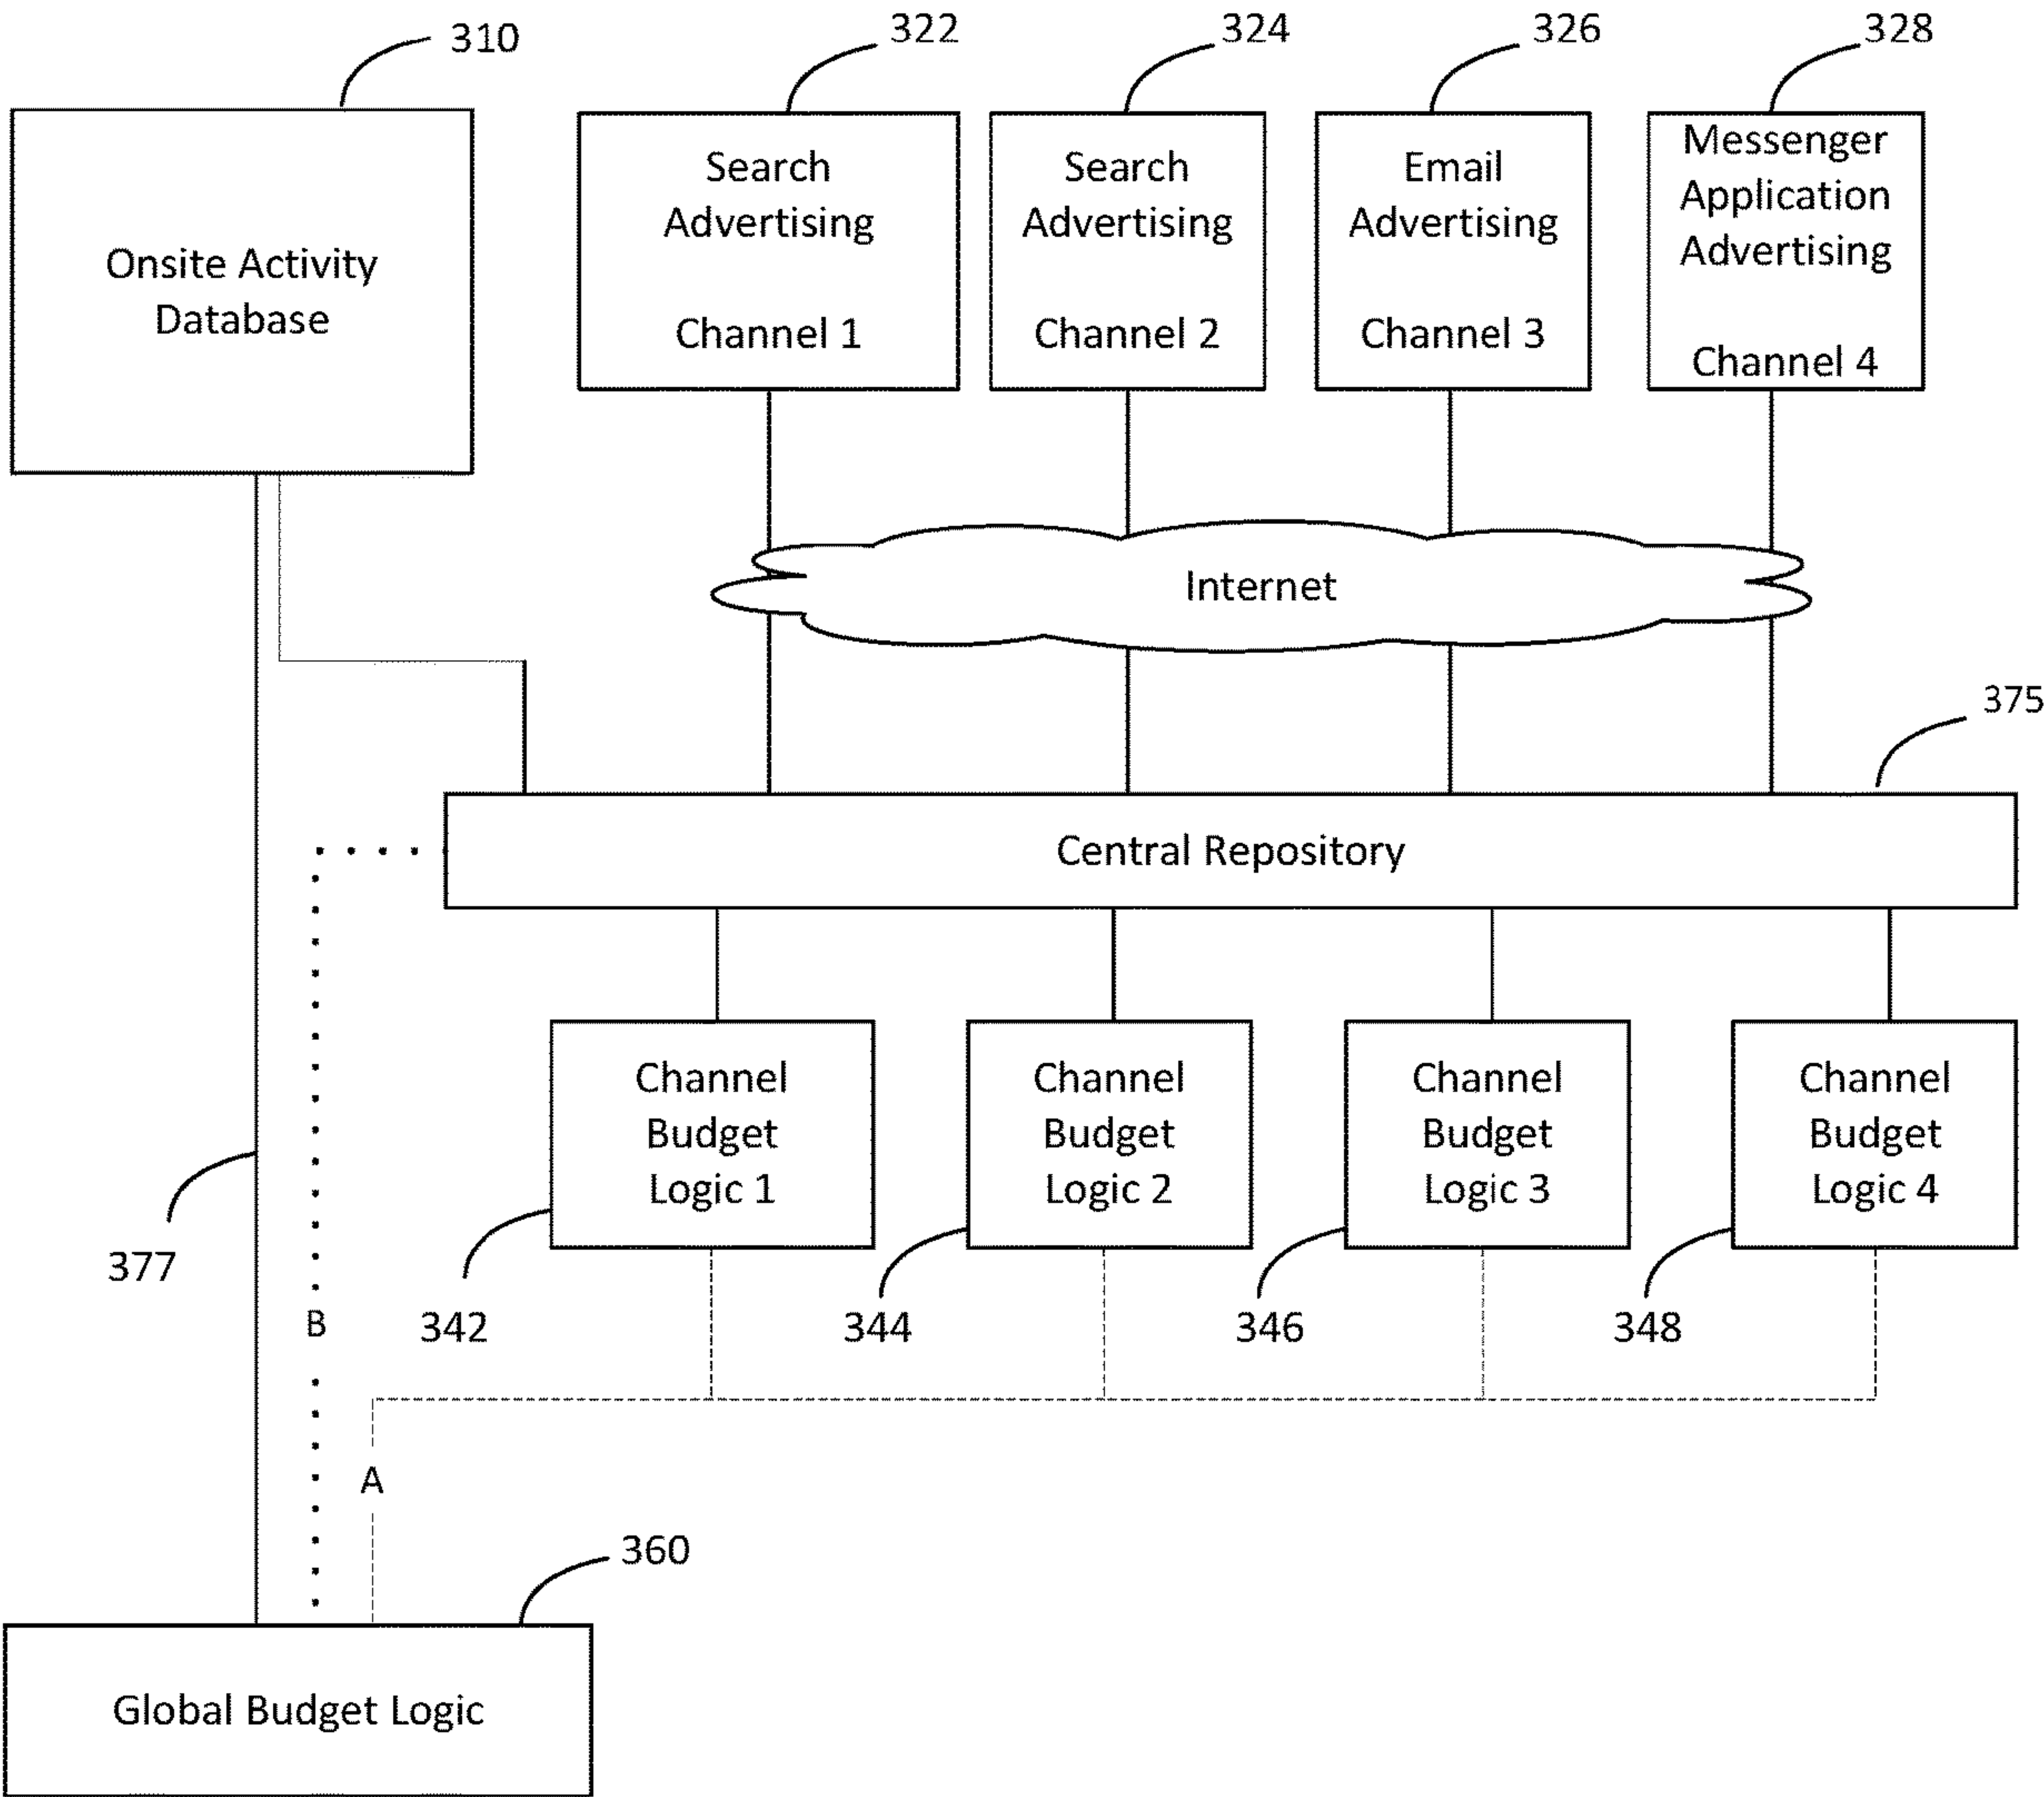 310
322
324
326
328
Onsite Activity
Database
Search
Advertising
Channel 1
Search
Advertising
Channel 2
Email
Advertising
Channel 3
Messenger
Application
Advertising
Channel 4
Internet
375
Central Repository
Channel
Budget
Logic 1
Channel
Budget
Logic 2
Channel
Budget
Logic 3
Channel
Budget
Logic 4
377
B
342
344
346
348
A
360
Global Budget Logic